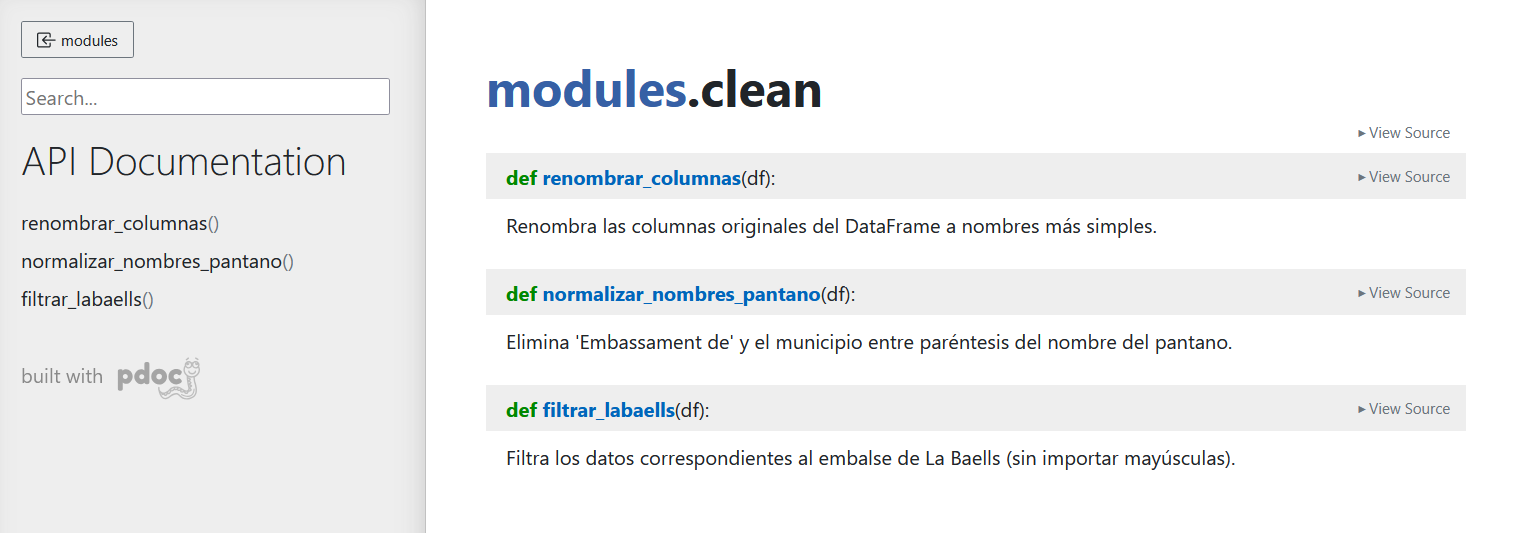 modules
Search...
API Documentation
renombrar_columnas()
normalizar_nombres_pantano()
filtrar_labaells()
built with pdoc
modules.clean
View Source
def renombrar_columnas(df):
View Source
Renombra las columnas originales del DataFrame a nombres más simples.
def normalizar_nombres_pantano(df):
View Source
Elimina 'Embassament de' y el municipio entre paréntesis del nombre del pantano.
def filtrar_labaells(df):
View Source
Filtra los datos correspondientes al embalse de La Baells (sin importar mayúsculas).